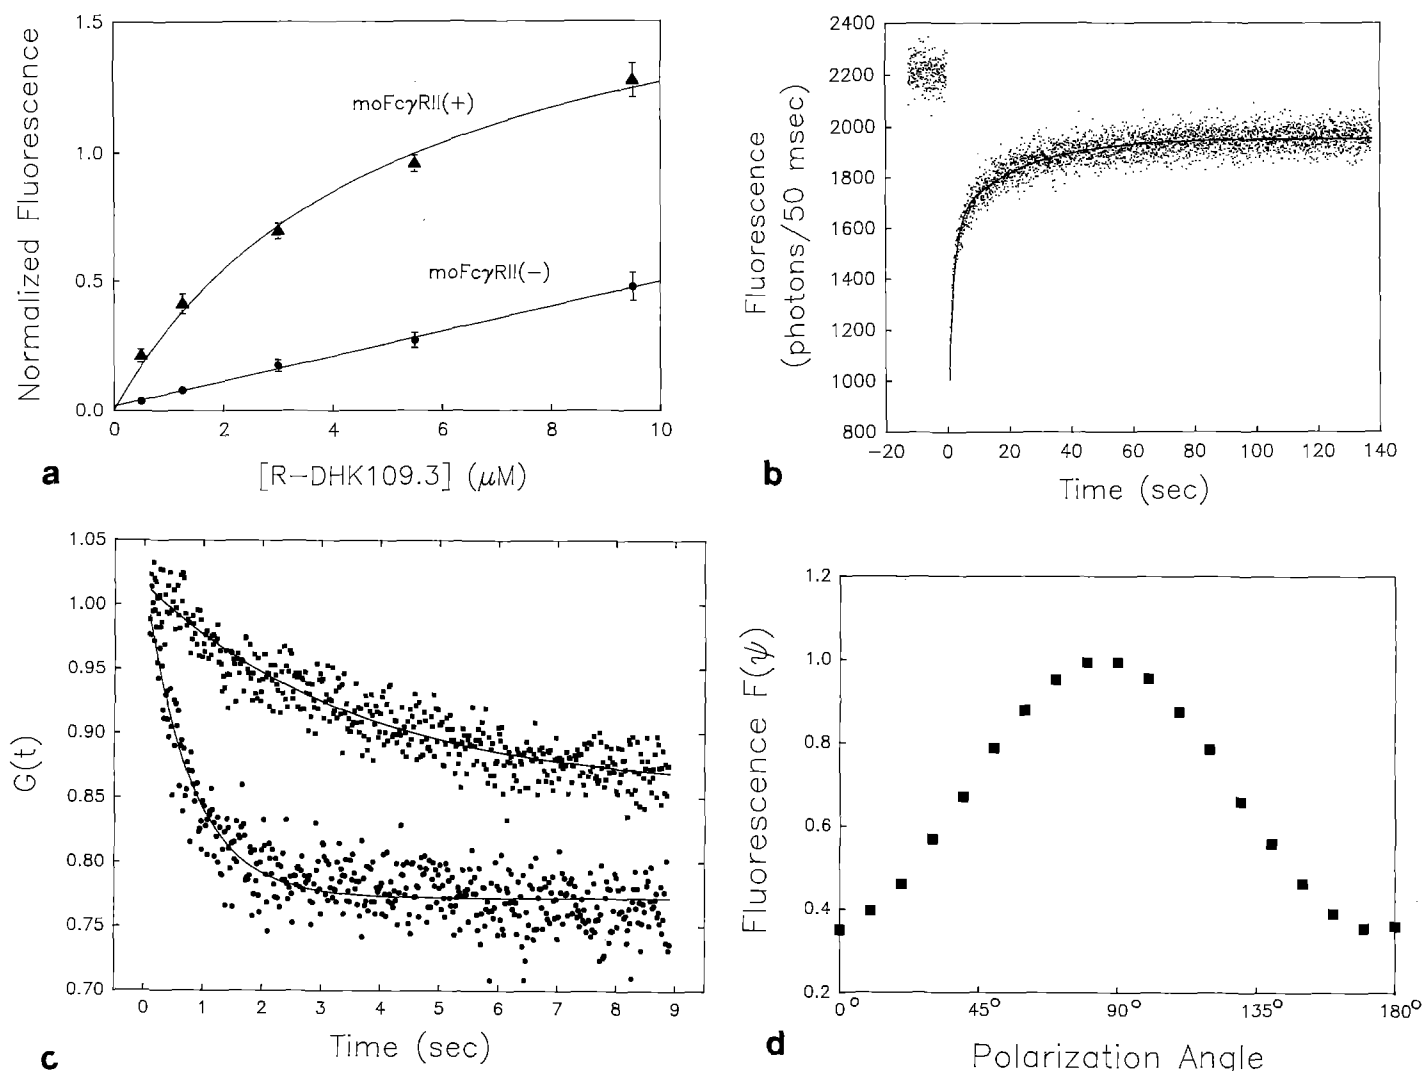 1.5
1.0
0.5
0.0
Normalized Fluorescence
moFcγRII(+)
moFcγRII(−)
0 2 4 6 8 10
[R−DHK109.3] (μM)
a
2400
2200
2000
1800
1600
1400
1200
1000
800
Fluorescence
(photons/50 msec)
−20 0 20 40 60 80 100 120 140
Time (sec)
b
1.05
1.00
0.95
0.90
0.85
0.80
0.75
0.70
G(t)
0 1 2 3 4 5 6 7 8 9
Time (sec)
c
1.2
1.0
0.8
0.6
0.4
0.2
Fluorescence F(ψ)
0° 45° 90° 135° 180°
Polarization Angle
d